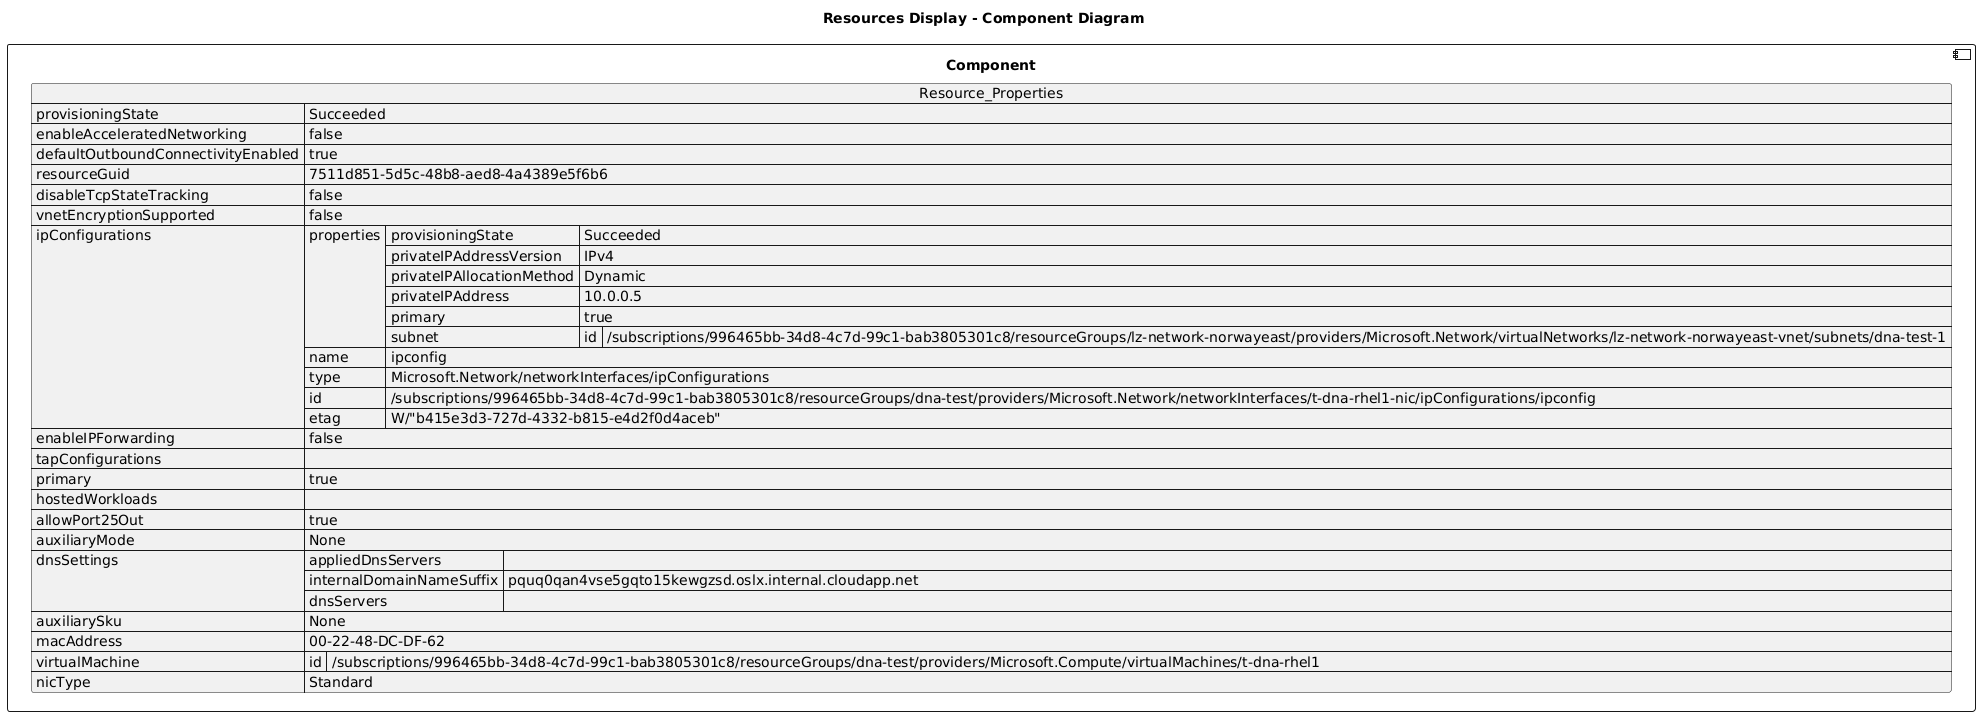 Resources Display - Component Diagram
Component
Resource_Properties
provisioningState Succeeded
enableAcceleratedNetworking false
defaultOutboundConnectivityEnabled true
resourceGuid 7511d851-5d5c-48b8-aed8-4a4389e5f6b6
disableTcpStateTracking false
vnetEncryptionSupported false
ipConfigurations properties provisioningState Succeeded
privateIPAddressVersion IPv4
privateIPAllocationMethod Dynamic
privateIPAddress 10.0.0.5
primary true
subnet id /subscriptions/996465bb-34d8-4c7d-99c1-bab3805301c8/resourceGroups/lz-network-norwayeast/providers/Microsoft.Network/virtualNetworks/lz-network-norwayeast-vnet/subnets/dna-test-1
name ipconfig
type Microsoft.Network/networkInterfaces/ipConfigurations
id /subscriptions/996465bb-34d8-4c7d-99c1-bab3805301c8/resourceGroups/dna-test/providers/Microsoft.Network/networkInterfaces/t-dna-rhel1-nic/ipConfigurations/ipconfig
etag W/"b415e3d3-727d-4332-b815-e4d2f0d4aceb"
enableIPForwarding false
tapConfigurations
primary true
hostedWorkloads
allowPort25Out true
auxiliaryMode None
dnsSettings appliedDnsServers
internalDomainNameSuffix pquq0qan4vse5gqto15kewgzsd.oslx.internal.cloudapp.net
dnsServers
auxiliarySku None
macAddress 00-22-48-DC-DF-62
virtualMachine id /subscriptions/996465bb-34d8-4c7d-99c1-bab3805301c8/resourceGroups/dna-test/providers/Microsoft.Compute/virtualMachines/t-dna-rhel1
nicType Standard